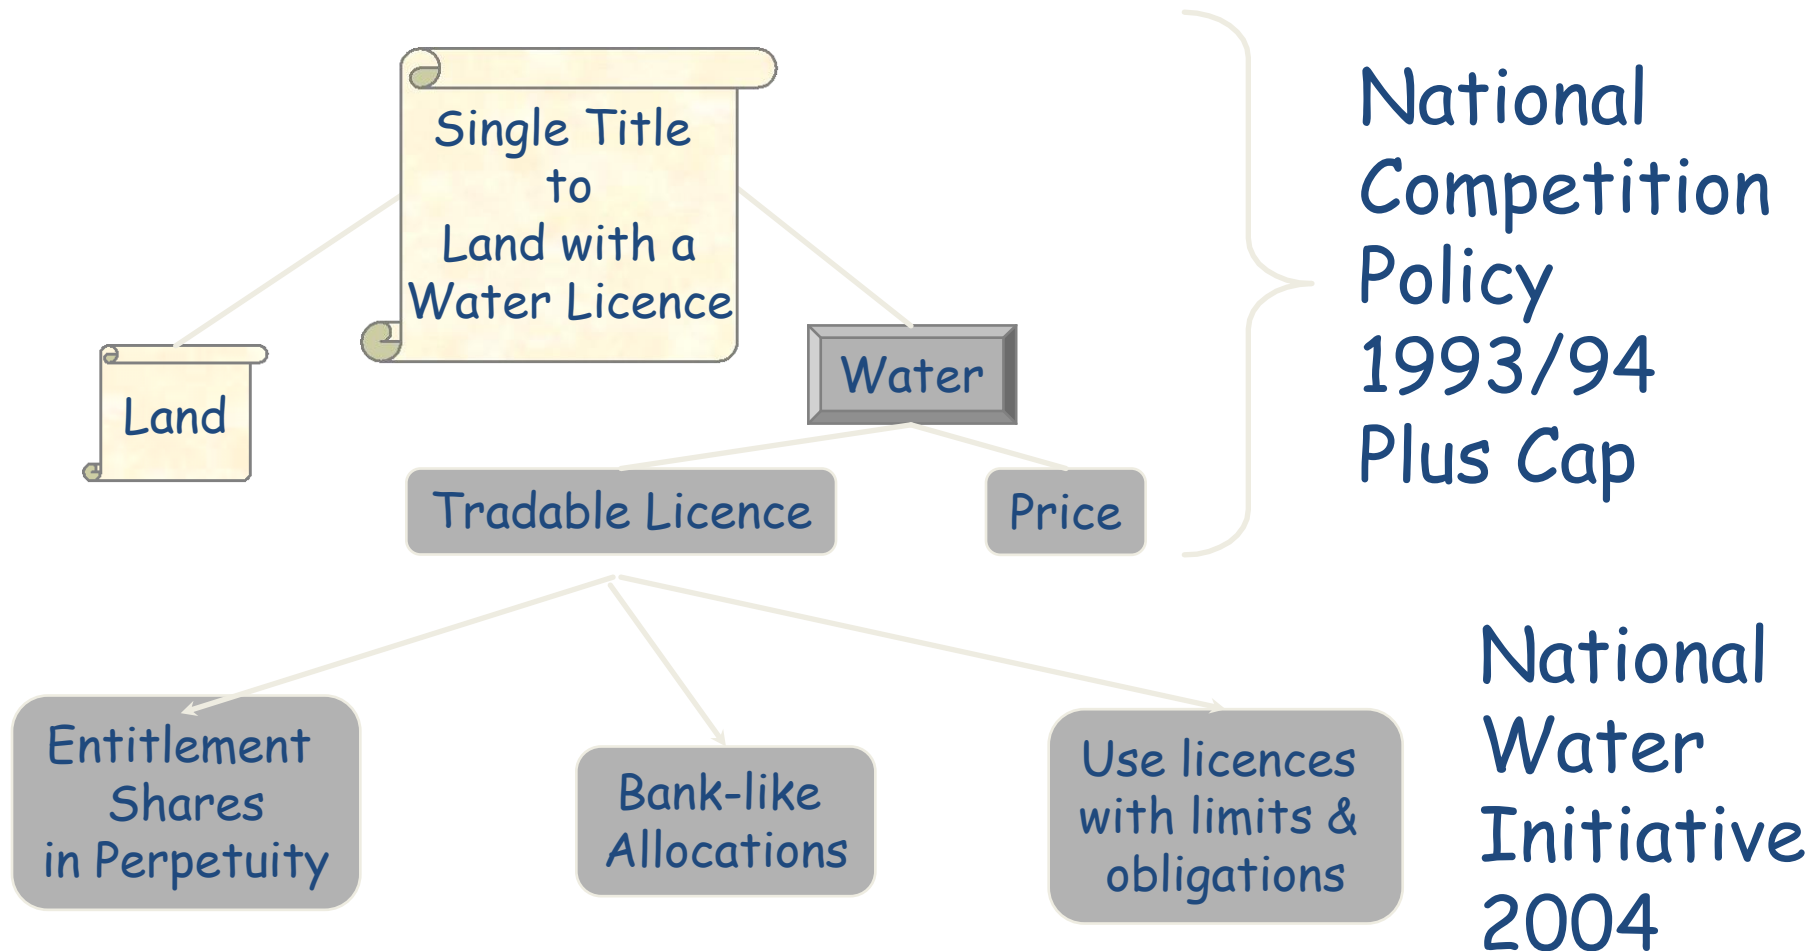 Single Title
to
Land with a
Water Licence
Land
Water
Tradable Licence
Price
National
Competition
Policy
1993/94
Plus Cap
Entitlement
Shares
in Perpetuity
Bank-like
Allocations
Use licences
with limits &
obligations
National
Water
Initiative
2004